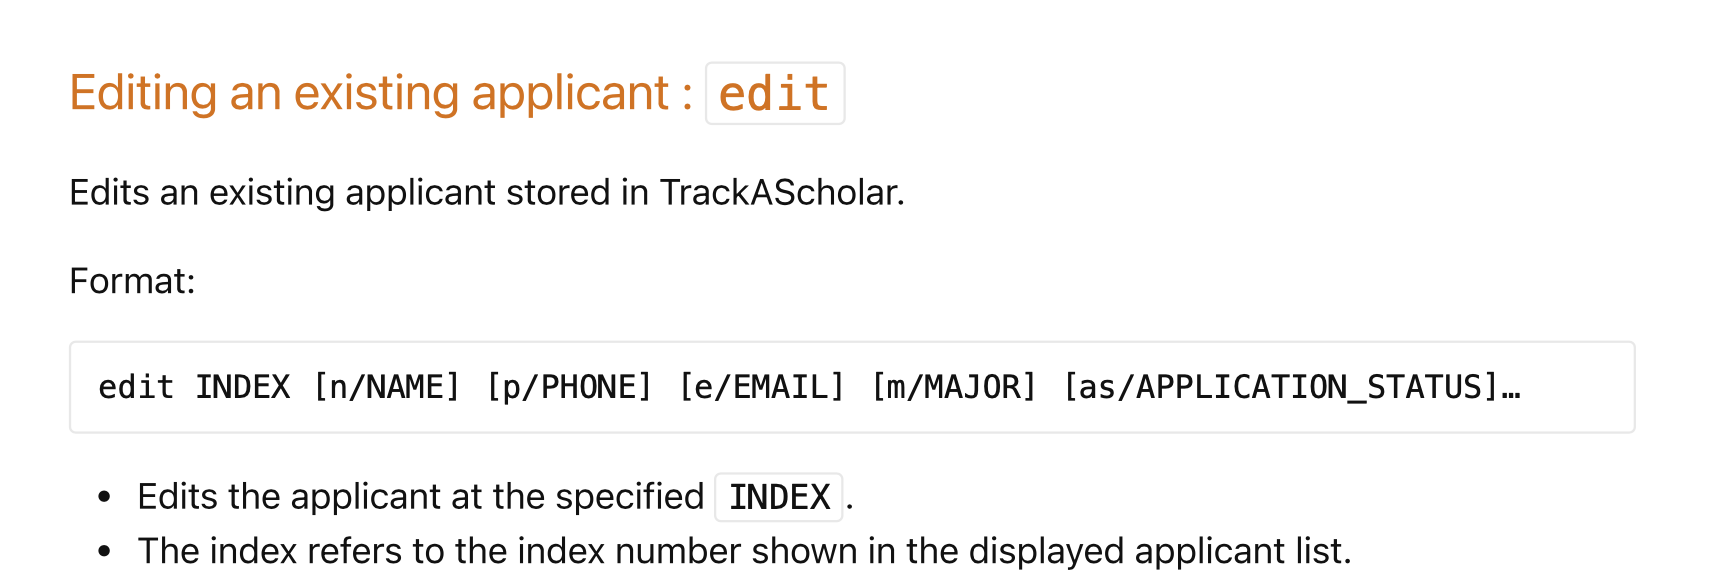 Editing an existing applicant : edit
Edits an existing applicant stored in TrackAScholar.
Format:
edit INDEX [n/NAME] [p/PHONE] [e/EMAIL] [m/MAJOR] [as/APPLICATION_STATUS]…
• Edits the applicant at the specified INDEX.
• The index refers to the index number shown in the displayed applicant list.